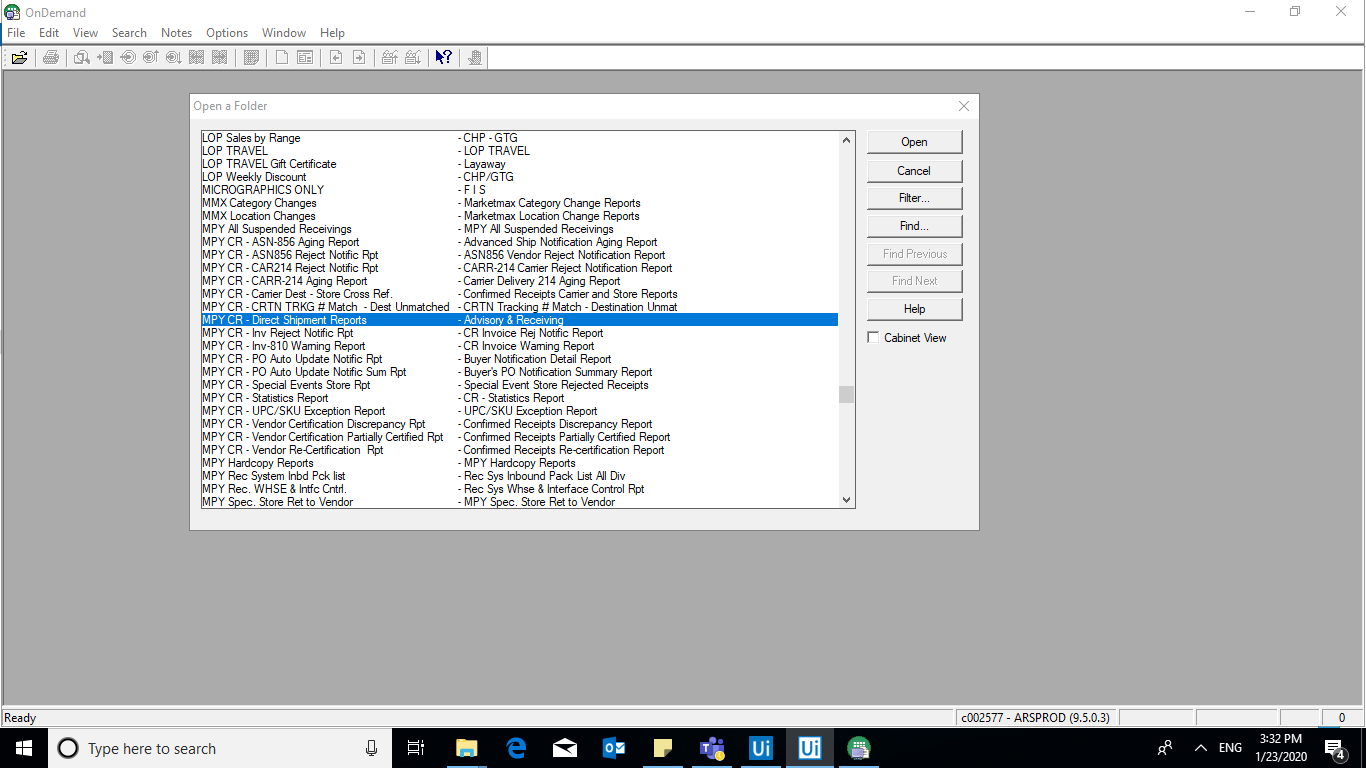 OnDemand
File Edit View Search Notes Options Window Help
Open a Folder
LOP Sales by Range - CHP - GTG
LOP TRAVEL - LOP TRAVEL
LOP TRAVEL Gift Certificate - Layaway
LOP Weekly Discount - CHP/GTG
MICROGRAPHICS ONLY - F I S
MMX Category Changes - Marketmax Category Change Reports
MMX Location Changes - Marketmax Location Change Reports
MPY All Suspended Receivings - MPY All Suspended Receivings
MPY CR - ASN-856 Aging Report - Advanced Ship Notification Aging Report
MPY CR - ASN856 Reject Notific Rpt - ASN856 Vendor Reject Notification Report
MPY CR - CAR214 Reject Notific Rpt - CARR-214 Carrier Reject Notification Report
MPY CR - CARR-214 Aging Report - Carrier Delivery 214 Aging Report
MPY CR - Carrier Dest - Store Cross Ref. - Confirmed Receipts Carrier and Store Reports
MPY CR - CRTN TRKG # Match - Dest Unmatched - CRTN Tracking # Match - Destination Unmat
MPY CR - Direct Shipment Reports - Advisory & Receiving
MPY CR - Inv Reject Notific Rpt - CR Invoice Rej Notific Report
MPY CR - Inv-810 Warning Report - CR Invoice Warning Report
MPY CR - PO Auto Update Notific Rpt - Buyer Notification Detail Report
MPY CR - PO Auto Update Notific Sum Rpt - Buyer's PO Notification Summary Report
MPY CR - Special Events Store Rpt - Special Event Store Rejected Receipts
MPY CR - Statistics Report - CR - Statistics Report
MPY CR - UPC/SKU Exception Report - UPC/SKU Exception Report
MPY CR - Vendor Certification Discrepancy Rpt - Confirmed Receipts Discrepancy Report
MPY CR - Vendor Certification Partially Certified Rpt - Confirmed Receipts Partially Certified Report
MPY CR - Vendor Re-Certification Rpt - Confirmed Receipts Re-certification Report
MPY Hardcopy Reports - MPY Hardcopy Reports
MPY Rec System Inbd Pck list - Rec Sys Inbound Pack List All Div
MPY Rec. WHSE & Intfc Cntrl. - Rec Sys Whse & Interface Control Rpt
MPY Spec. Store Ret to Vendor - MPY Spec. Store Ret to Vendor
Open
Cancel
Filter...
Find...
Find Previous
Find Next
Help
Cabinet View
Ready c002577 - ARSPROD (9.5.0.3) 0
Type here to search
Ui
Ui
ENG
3:32 PM
1/23/2020
4